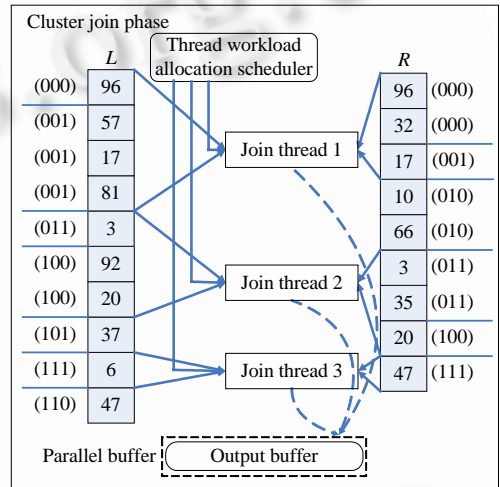 Cluster join phase
Thread workload
allocation scheduler
L
R
(000) 96
(001) 57
(001) 17
(001) 81
(011) 3
(100) 92
(100) 20
(101) 37
(111) 6
(110) 47
96 (000)
32 (000)
17 (001)
10 (010)
66 (010)
3 (011)
35 (011)
20 (100)
47 (111)
Join thread 1
Join thread 2
Join thread 3
Parallel buffer
Output buffer